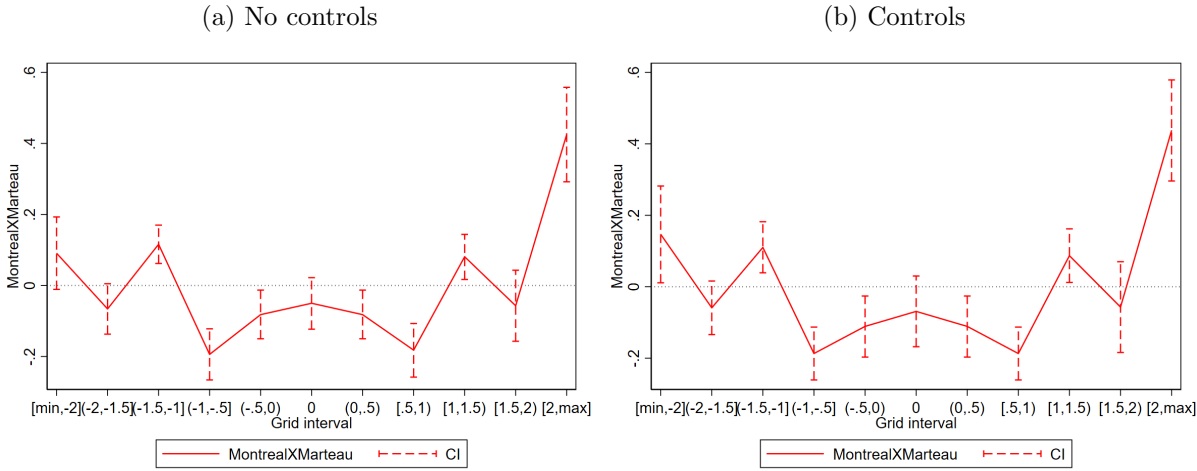 (a) No controls
MontrealXMarteau
.6
.4
.2
0
-.2
[min,-2] (-2,-1.5) (-1.5,-1] (-1,-.5] (-.5,0) 0 (0,.5) [.5,1) [1,1.5) [1.5,2) [2,max]
Grid interval
MontrealXMarteau CI
(b) Controls
MontrealXMarteau
.6
.4
.2
0
-.2
[min,-2] (-2,-1.5) (-1.5,-1] (-1,-.5] (-.5,0) 0 (0,.5) [.5,1) [1,1.5) [1.5,2) [2,max]
Grid interval
MontrealXMarteau CI